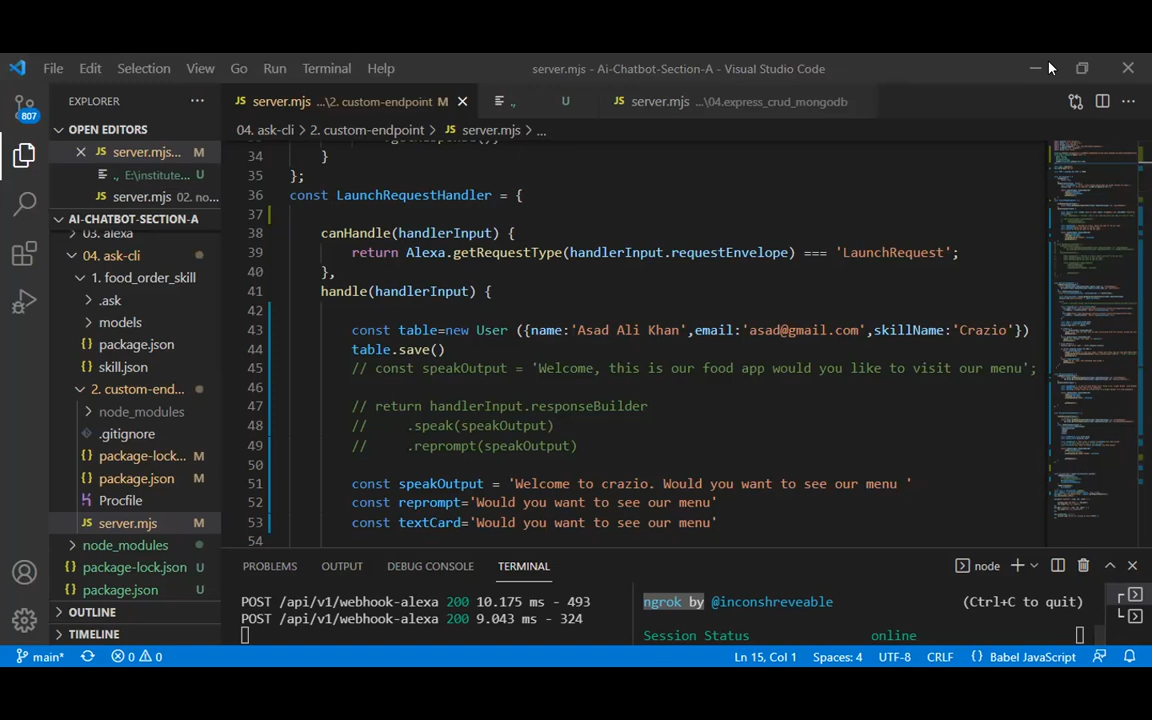 File Edit Selection View Go Run Terminal Help server.mjs - Ai-Chatbot-Section-A - Visual Studio Code
807
EXPLORER
OPEN EDITORS
JS server.mjs... M
., E:\institute... U
JS server.mjs 02. no...
AI-CHATBOT-SECTION-A
03. alexa
04. ask-cli
1. food_order_skill
.ask
models
{} package.json
{} skill.json
2. custom-end...
node_modules
.gitignore
{} package-lock... M
{} package.json M
Procfile
JS server.mjs M
node_modules
{} package-lock.json U
{} package.json U
OUTLINE
TIMELINE
JS server.mjs ...\2. custom-endpoint M
., U
JS server.mjs ...\04.express_crud_mongodb
04. ask-cli > 2. custom-endpoint > JS server.mjs > ...
34 }
35 };
36 const LaunchRequestHandler = {
37
38 canHandle(handlerInput) {
39 return Alexa.getRequestType(handlerInput.requestEnvelope) === 'LaunchRequest';
40 },
41 handle(handlerInput) {
42
43 const table=new User ({name:'Asad Ali Khan',email:'asad@gmail.com',skillName:'Crazio'})
44 table.save()
45 // const speakOutput = 'Welcome, this is our food app would you like to visit our menu';
46
47 // return handlerInput.responseBuilder
48 // .speak(speakOutput)
49 // .reprompt(speakOutput)
50
51 const speakOutput = 'Welcome to crazio. Would you want to see our menu '
52 const reprompt='Would you want to see our menu'
53 const textCard='Would you want to see our menu'
54
PROBLEMS OUTPUT DEBUG CONSOLE TERMINAL node
POST /api/v1/webhook-alexa 200 10.175 ms - 493
POST /api/v1/webhook-alexa 200 9.043 ms - 324
ngrok by @inconshreveable (Ctrl+C to quit)
Session Status online
main* 0 0 Ln 15, Col 1 Spaces: 4 UTF-8 CRLF {} Babel JavaScript